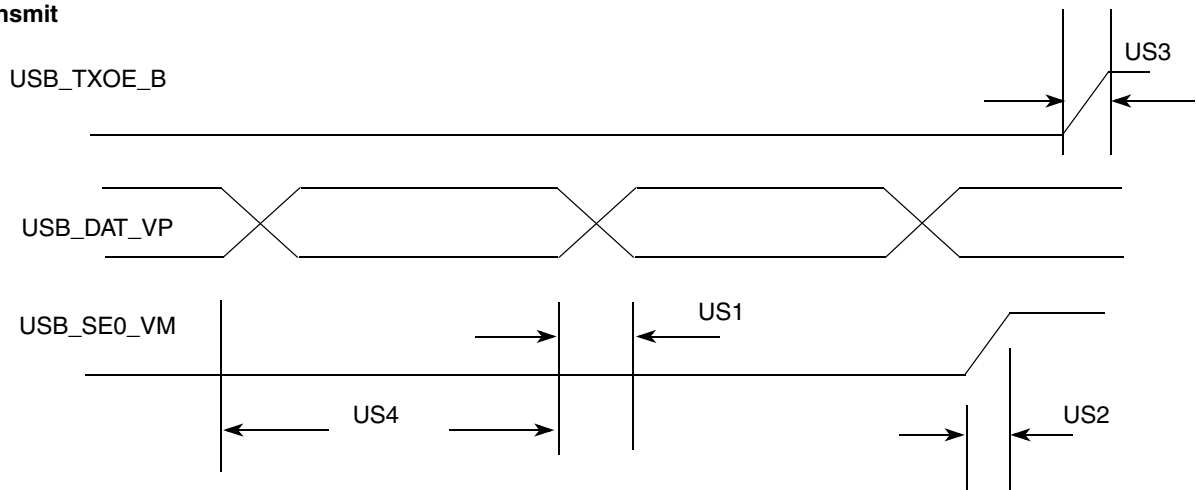 nsmit
US3
USB_TXOE_B
USB_DAT_VP
US1
USB_SE0_VM
US4
US2